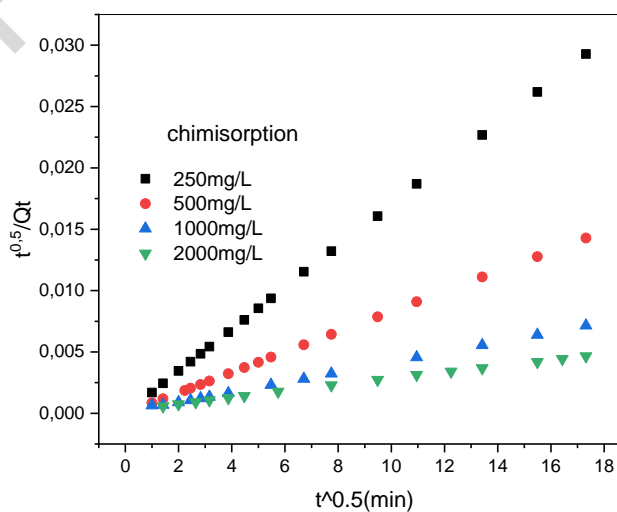 0,030
0,025
0,020
0,015
0,010
0,005
0,000
t^0,5/Qt
chimisorption
250mg/L
500mg/L
1000mg/L
2000mg/L
0 2 4 6 8 10 12 14 16 18
t^0.5(min)